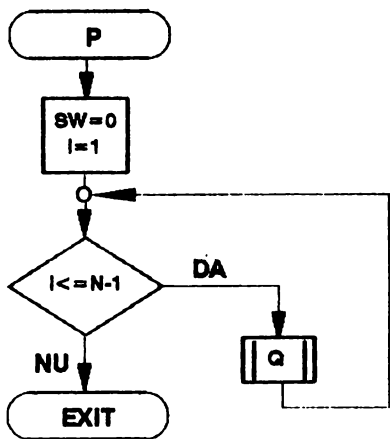 P
SW=0
I=1
I<=N-1
DA
Q
NU
EXIT